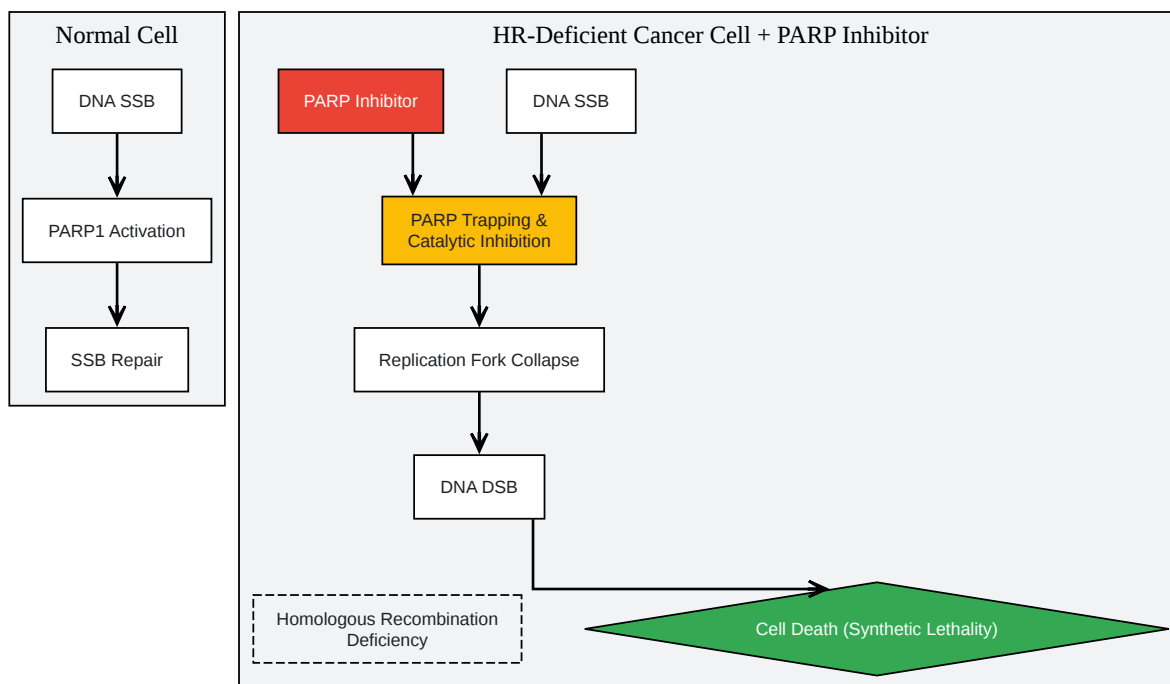 Normal Cell
DNA SSB
PARP1 Activation
SSB Repair
HR-Deficient Cancer Cell + PARP Inhibitor
PARP Inhibitor
DNA SSB
PARP Trapping &
Catalytic Inhibition
Replication Fork Collapse
DNA DSB
Homologous Recombination
Deficiency
Cell Death (Synthetic Lethality)